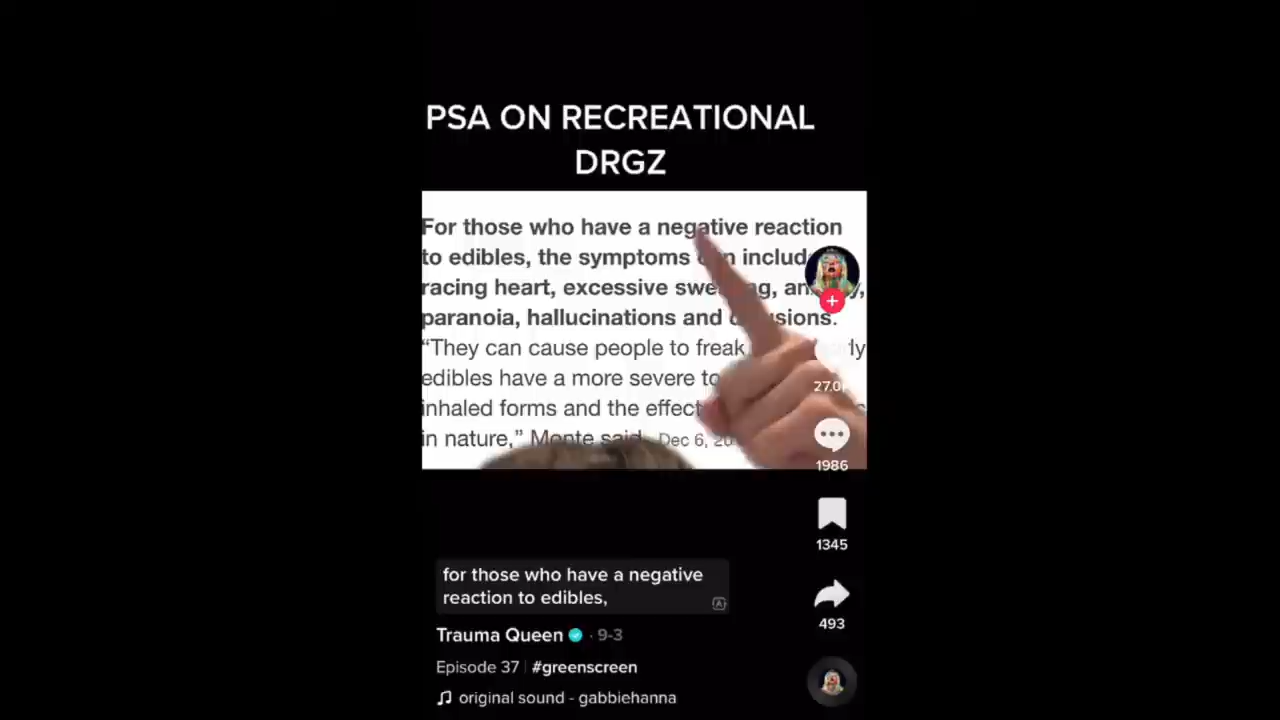 PSA ON RECREATIONAL
DRGZ
For those who have a negative reaction
to edibles, the symptoms includ
racing heart, excessive
paranoia, hallucinations and
“They can cause people to freak
edibles have a more severe
inhaled forms and the
in nature,” Monte said. Dec 6,
27.0
1986
1345
493
for those who have a negative
reaction to edibles,
Trauma Queen · 9-3
Episode 37 | #greenscreen
original sound - gabbiehanna